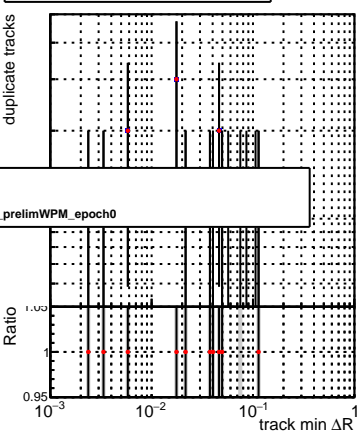 duplicate tracks
_prelimWPM_epoch0
Ratio
1.05
1
0.95
10⁻³
10⁻²
10⁻¹
1
track min ΔR